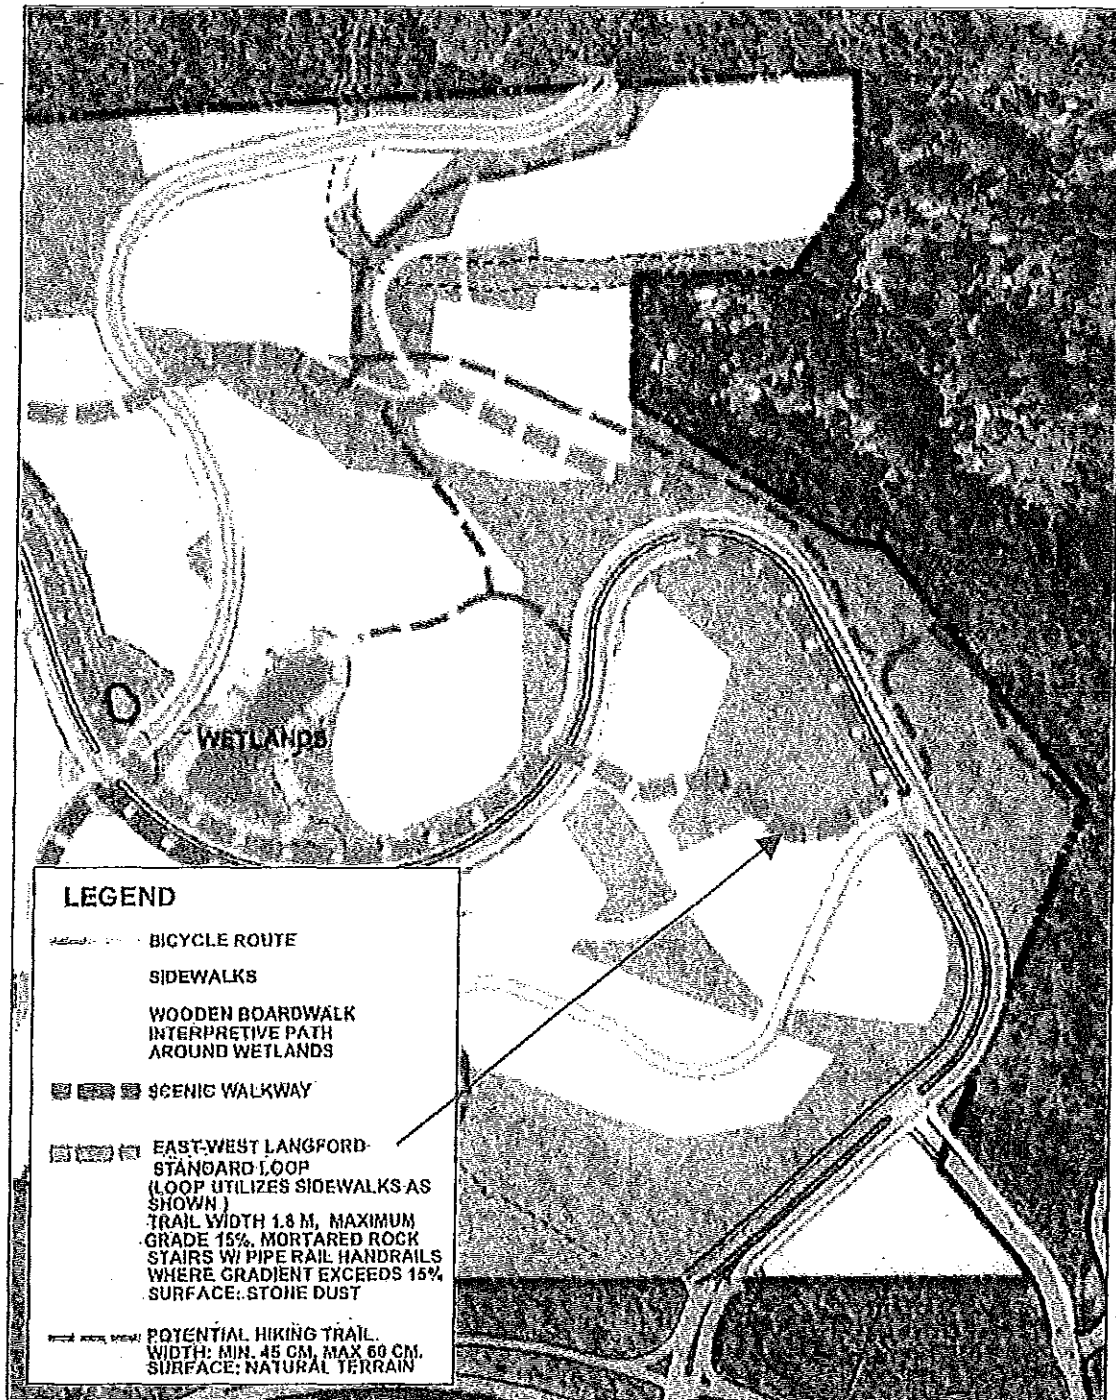 WETLANDS
LEGEND
BICYCLE ROUTE
SIDEWALKS
WOODEN BOARDWALK
INTERPRETIVE PATH
AROUND WETLANDS
SCENIC WALKWAY
EAST-WEST LANGFORD
STANDARD LOOP
(LOOP UTILIZES SIDEWALKS AS
SHOWN)
TRAIL WIDTH 1.8 M, MAXIMUM
GRADE 15%, MORTARED ROCK
STAIRS W/ PIPE RAIL HANDRAILS
WHERE GRADIENT EXCEEDS 15%
SURFACE: STONE DUST
POTENTIAL HIKING TRAIL.
WIDTH: MIN. 45 CM, MAX 60 CM.
SURFACE: NATURAL TERRAIN